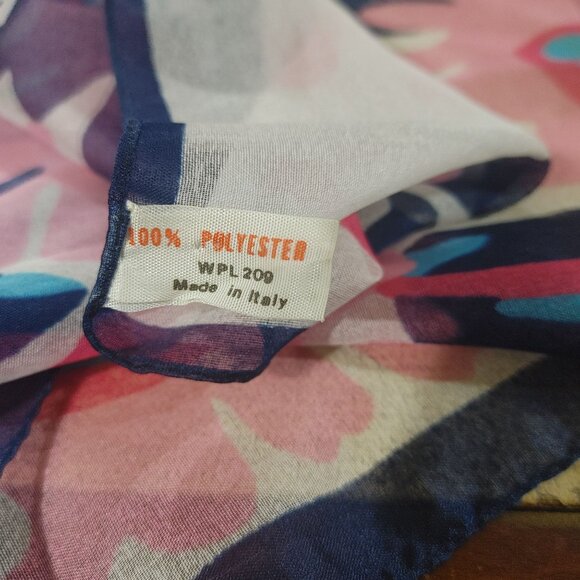 100% POLYESTER
WPL 209
Made in Italy